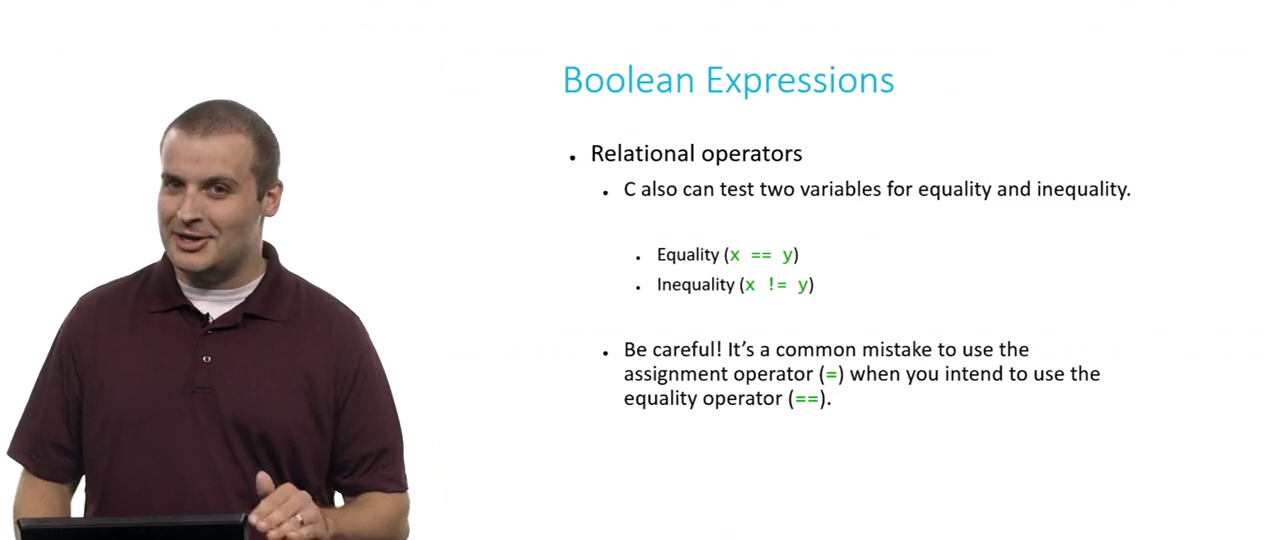 Boolean Expressions
• Relational operators
• C also can test two variables for equality and inequality.
• Equality (x == y)
• Inequality (x != y)
• Be careful! It’s a common mistake to use the
assignment operator (=) when you intend to use the
equality operator (==).